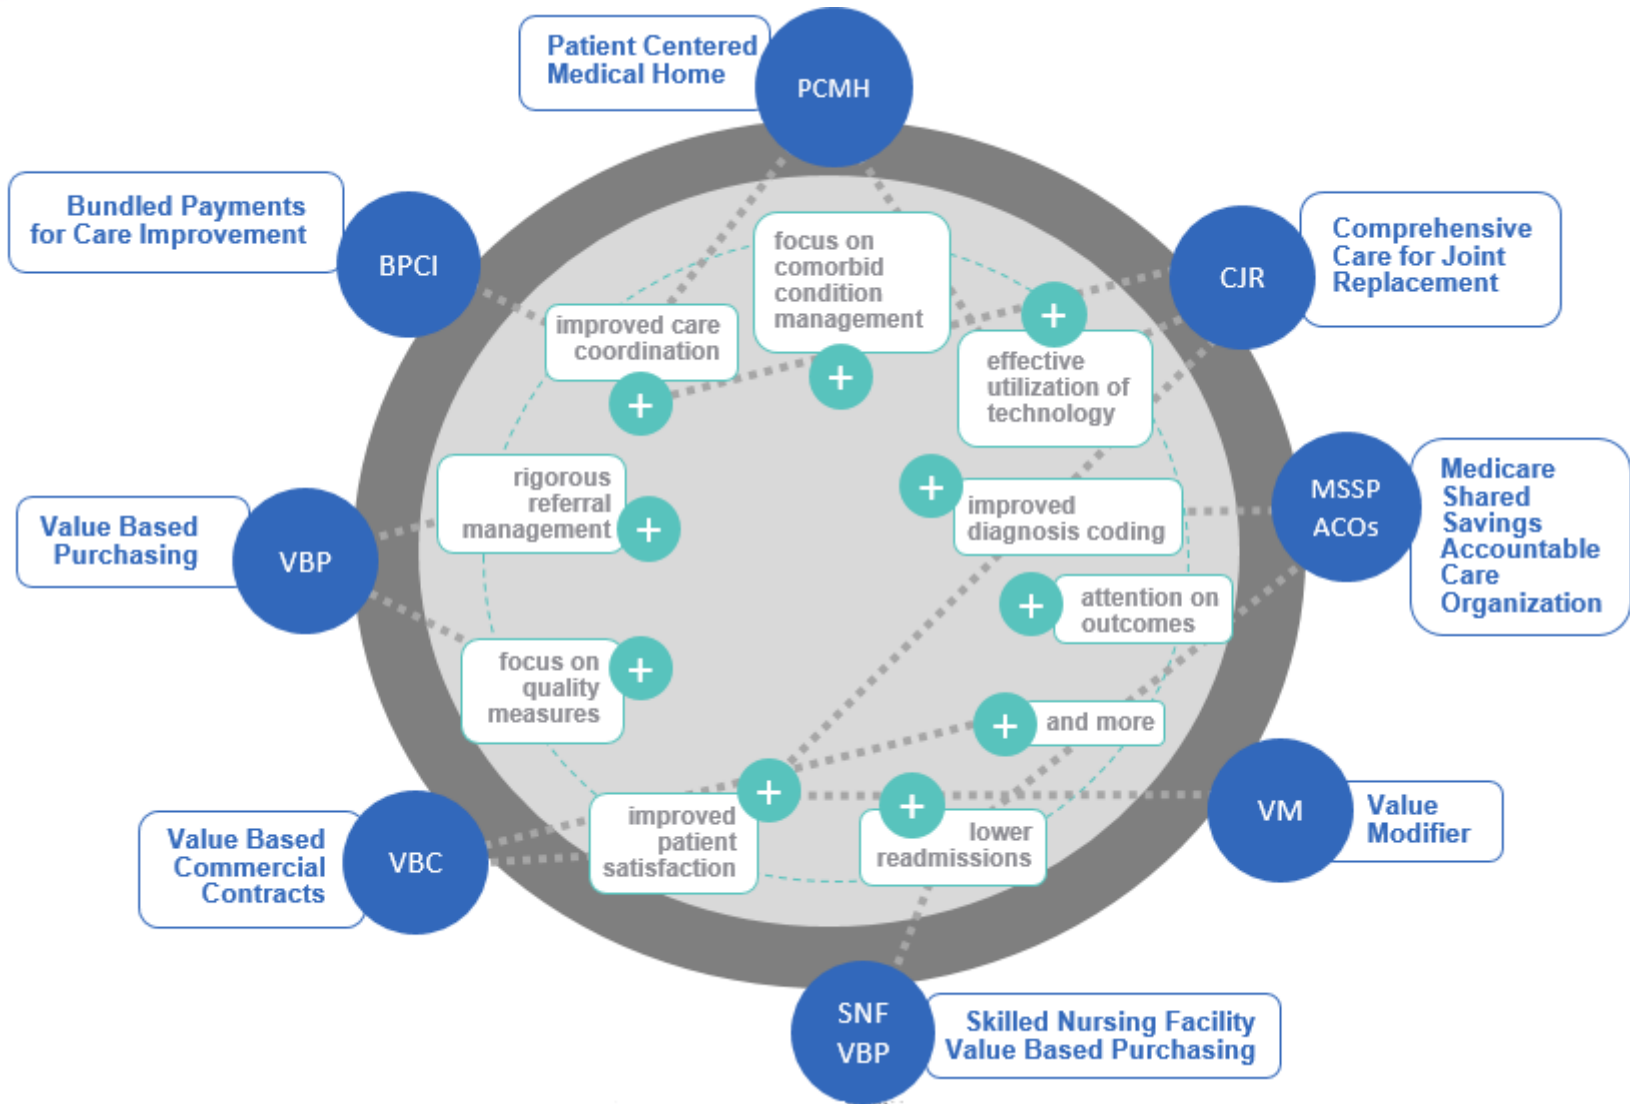 Patient Centered
Medical Home
PCMH
Bundled Payments
for Care Improvement
BPCI
Comprehensive
Care for Joint
Replacement
CJR
focus on
comorbid
condition
management
+
improved care
coordination
+
+
effective
utilization of
technology
rigorous
referral
management
+
+
improved
diagnosis coding
MSSP
ACOs
Medicare
Shared
Savings
Accountable
Care
Organization
Value Based
Purchasing
VBP
+
attention on
outcomes
focus on
quality
measures
+
+
and more
+
improved
patient
satisfaction
+
lower
readmissions
VM
Value
Modifier
Value Based
Commercial
Contracts
VBC
SNF
VBP
Skilled Nursing Facility
Value Based Purchasing